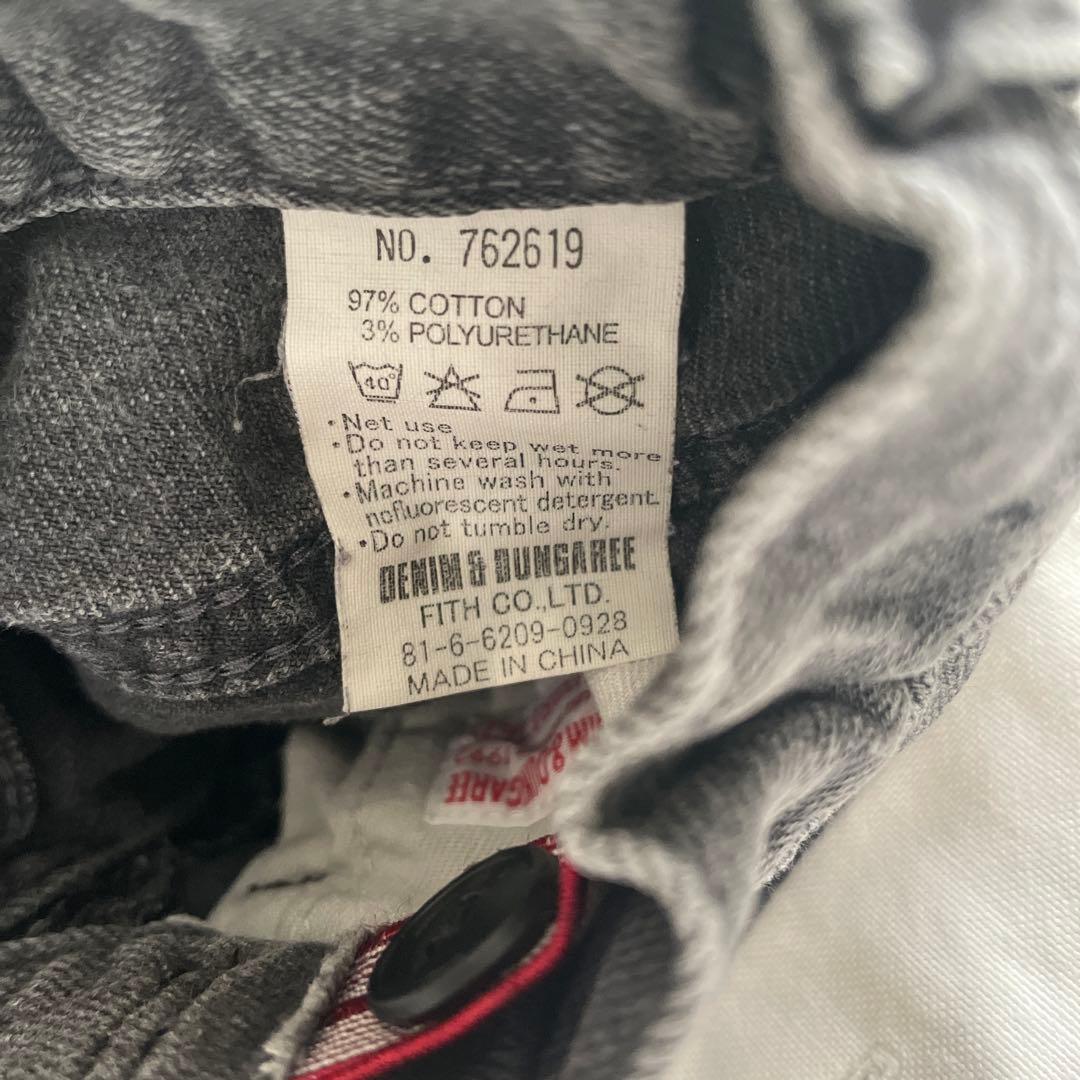 NO. 762619
97% COTTON
3% POLYURETHANE
40°
・Net use
・Do not keep wet more
than several hours.
・Machine wash with
nofluorescent detergent.
・Do not tumble dry.
DENIM & DUNGAREE
FITH CO.,LTD.
81-6-6209-0928
MADE IN CHINA
1992